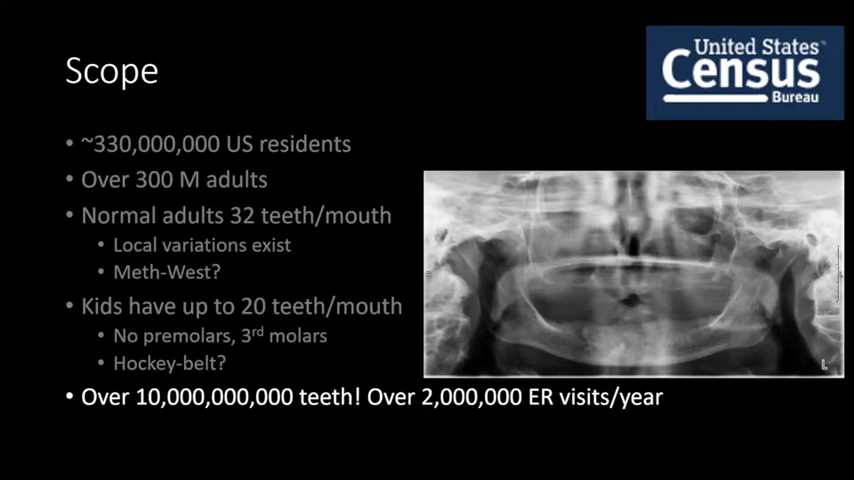 United States™
Census
Bureau
Scope
• ~330,000,000 US residents
• Over 300 M adults
• Normal adults 32 teeth/mouth
• Local variations exist
• Meth-West?
• Kids have up to 20 teeth/mouth
• No premolars, 3rd molars
• Hockey-belt?
• Over 10,000,000,000 teeth! Over 2,000,000 ER visits/year
L